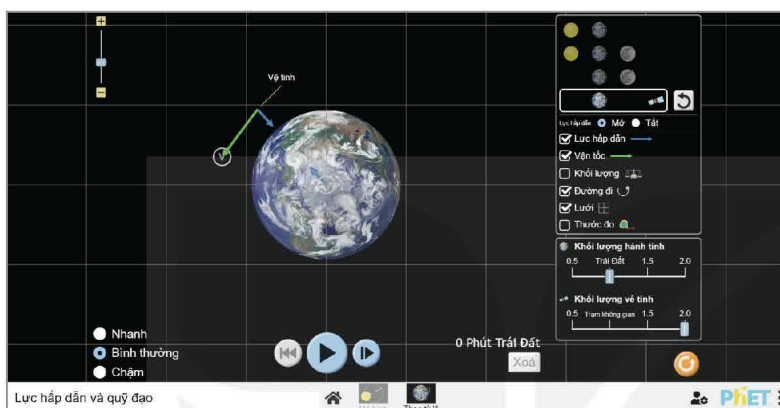 Vệ tinh
V
Lực hấp dẫn Mở Tắt
Lực hấp dẫn
Vận tốc
Khối lượng
Đường đi
Lưới
Thước đo
Khối lượng hành tinh
0.5 Trái Đất 1.5 2.0
Khối lượng vệ tinh
0.5 Trạm không gian 1.5 2.0
Nhanh
Bình thường
Chậm
0 Phút Trái Đất
Xoá
Lực hấp dẫn và quỹ đạo
PhET